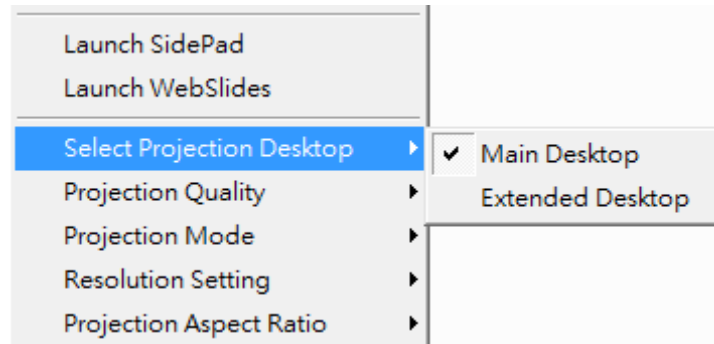 Launch SidePad
Launch WebSlides
Select Projection Desktop
Main Desktop
Extended Desktop
Projection Quality
Projection Mode
Resolution Setting
Projection Aspect Ratio